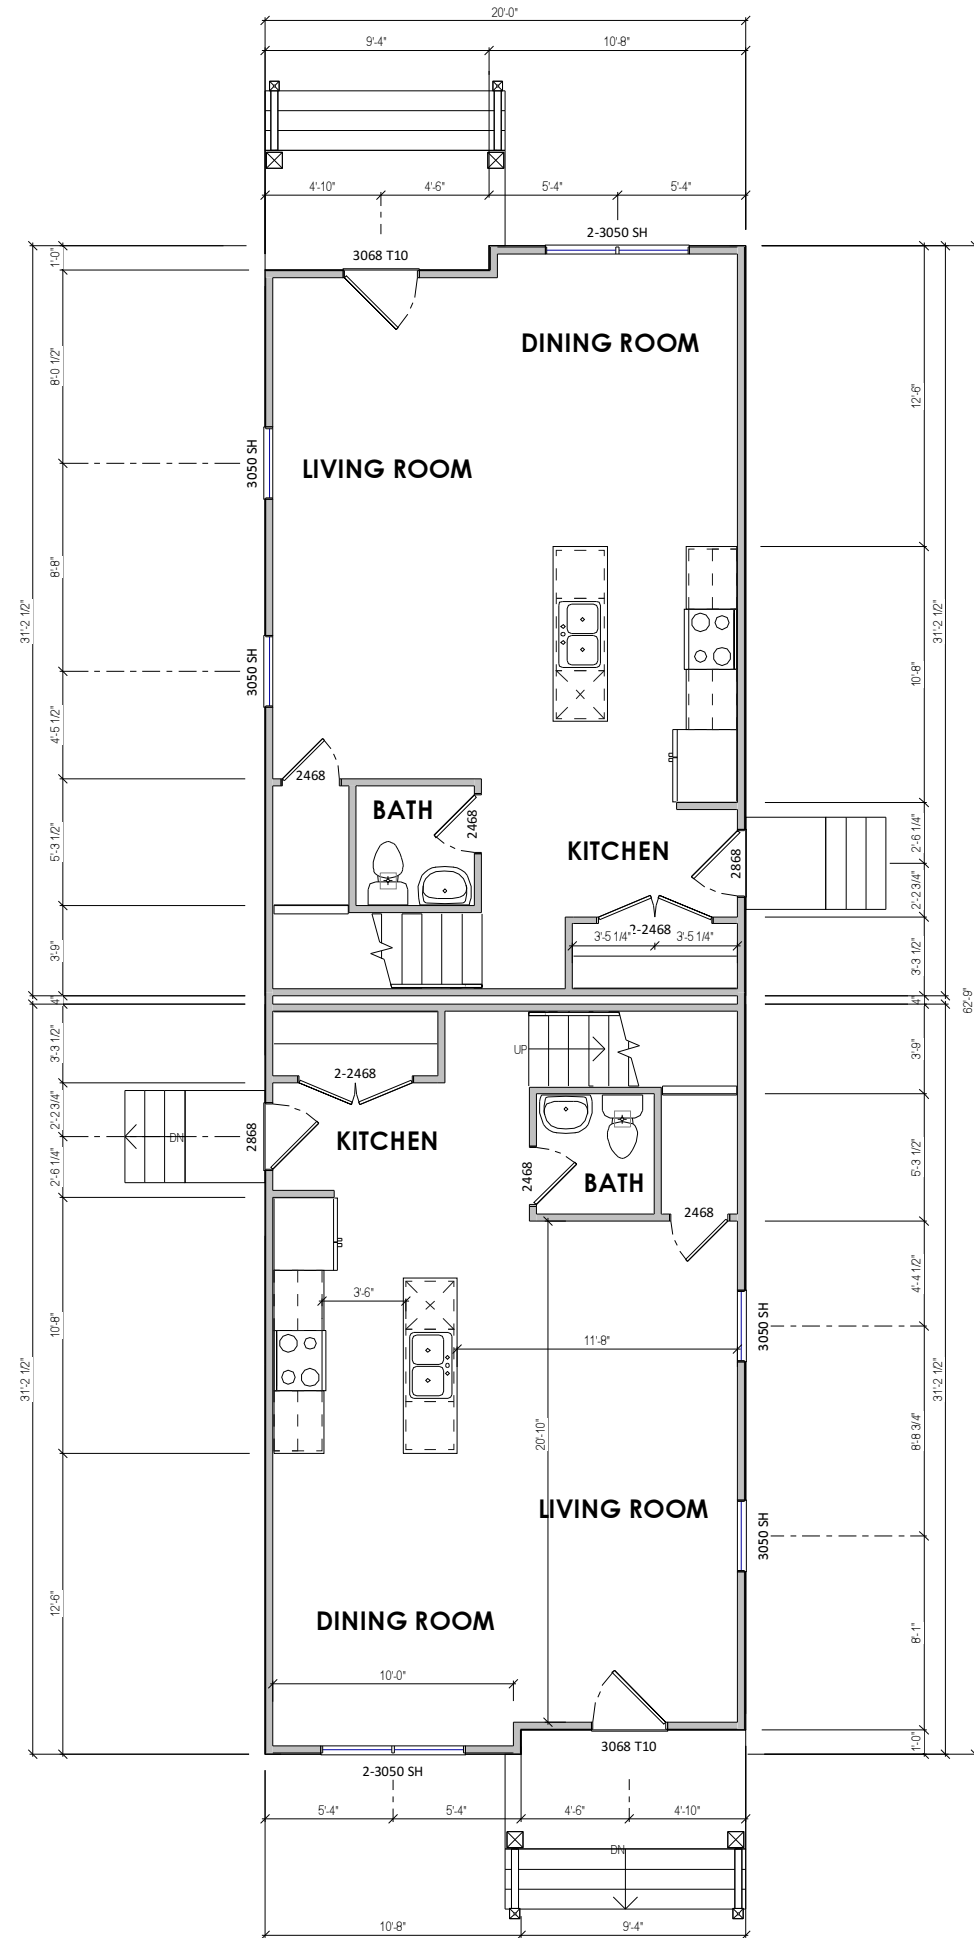 20'-0"
9'-4" 10'-8"
4'-10" 4'-6" 5'-4" 5'-4"
2-3050 SH
3068 T10
1'-0"
DINING ROOM
8'-0 1/2"
12'-6"
3050 SH
LIVING ROOM
8'-8"
31'-2 1/2"
31'-2 1/2"
3050 SH
10'-8"
4'-5 1/2"
2468
BATH
2468
5'-3 1/2"
KITCHEN
2868
2'-6 1/4"
2'-2 3/4"
2-2468
3'-5 1/4" 3'-5 1/4"
3'-9"
3'-3 1/2"
4"
4"
62'-9"
3'-3 1/2"
UP
3'-9"
2-2468
2'-2 3/4"
DN
2868
KITCHEN
2'-6 1/4"
2468
BATH
5'-3 1/2"
2468
3'-6"
4'-4 1/2"
10'-8"
11'-8"
3050 SH
31'-2 1/2"
31'-2 1/2"
20'-10"
8'-8 3/4"
LIVING ROOM
3050 SH
12'-6"
DINING ROOM
8'-1"
10'-0"
1'-0"
3068 T10
2-3050 SH
5'-4" 5'-4" 4'-6" 4'-10"
DN
10'-8" 9'-4"